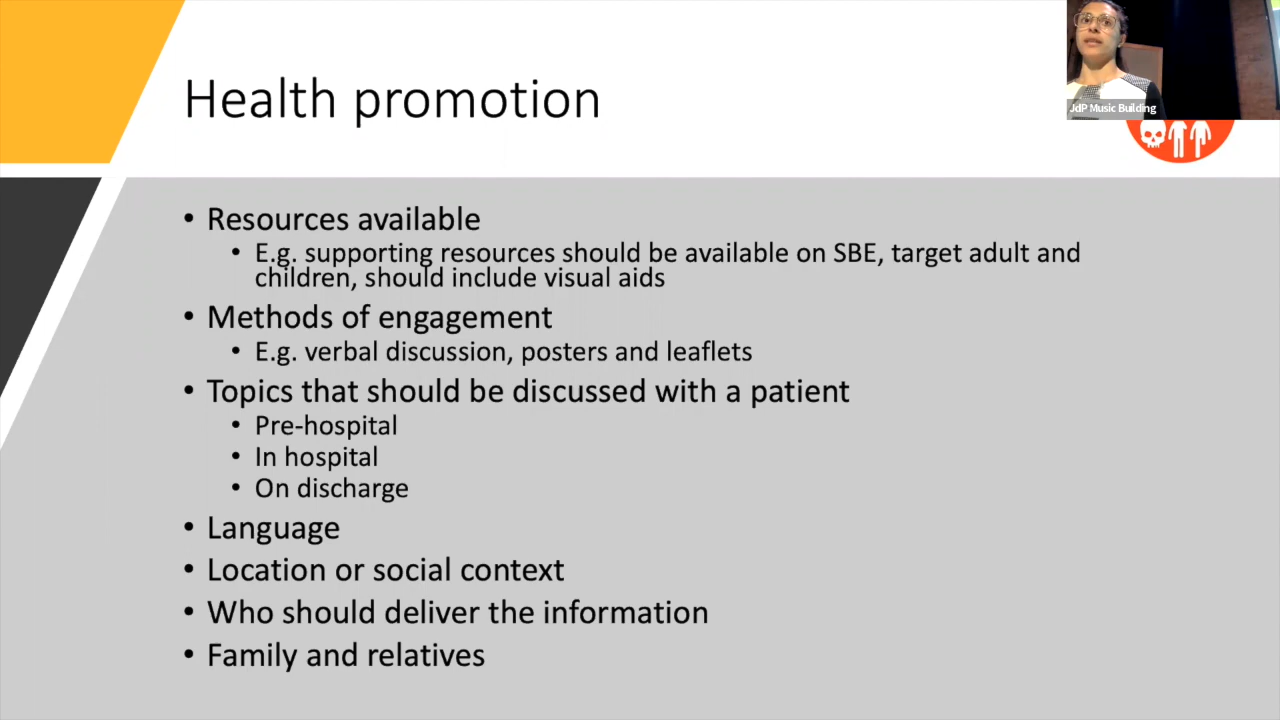 Health promotion
JdP Music Building
• Resources available
• E.g. supporting resources should be available on SBE, target adult and
children, should include visual aids
• Methods of engagement
• E.g. verbal discussion, posters and leaflets
• Topics that should be discussed with a patient
• Pre-hospital
• In hospital
• On discharge
• Language
• Location or social context
• Who should deliver the information
• Family and relatives